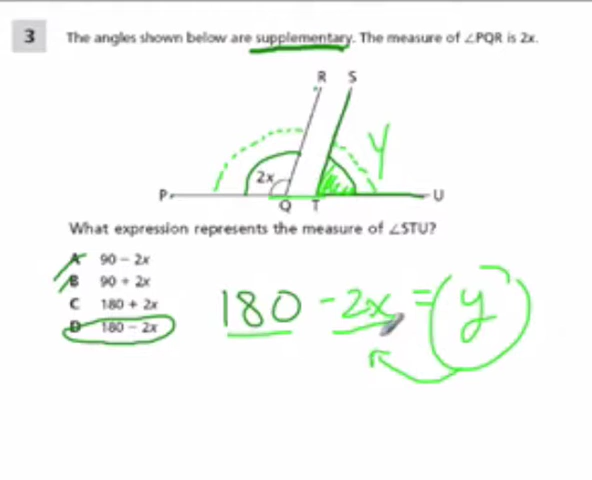 3 The angles shown below are supplementary. The measure of ∠PQR is 2x.
R S
Y
2x
P U
Q T
What expression represents the measure of ∠STU?
A 90 – 2x
B 90 + 2x
C 180 + 2x
D 180 – 2x
180 - 2x = (y)